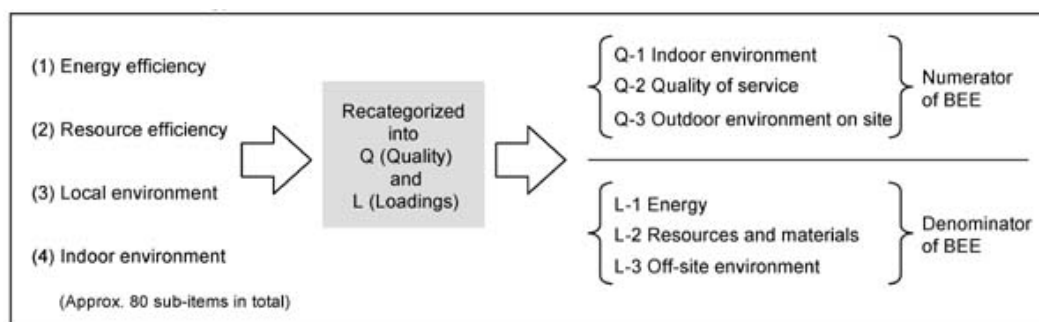 (1) Energy efficiency
(2) Resource efficiency
(3) Local environment
(4) Indoor environment
(Approx. 80 sub-items in total)
Recategorized
into
Q (Quality)
and
L (Loadings)
Q-1 Indoor environment
Q-2 Quality of service
Q-3 Outdoor environment on site
Numerator
of BEE
L-1 Energy
L-2 Resources and materials
L-3 Off-site environment
Denominator
of BEE